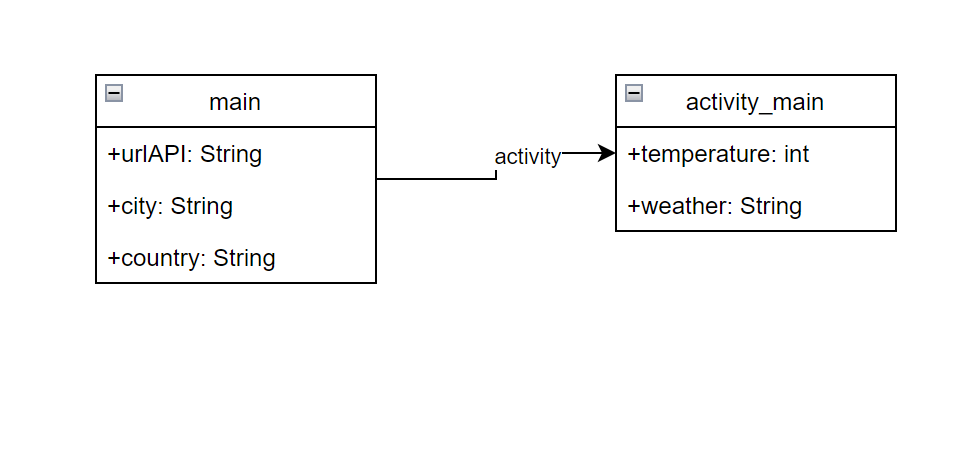 main
+urlAPI: String
+city: String
+country: String
activity
activity_main
+temperature: int
+weather: String